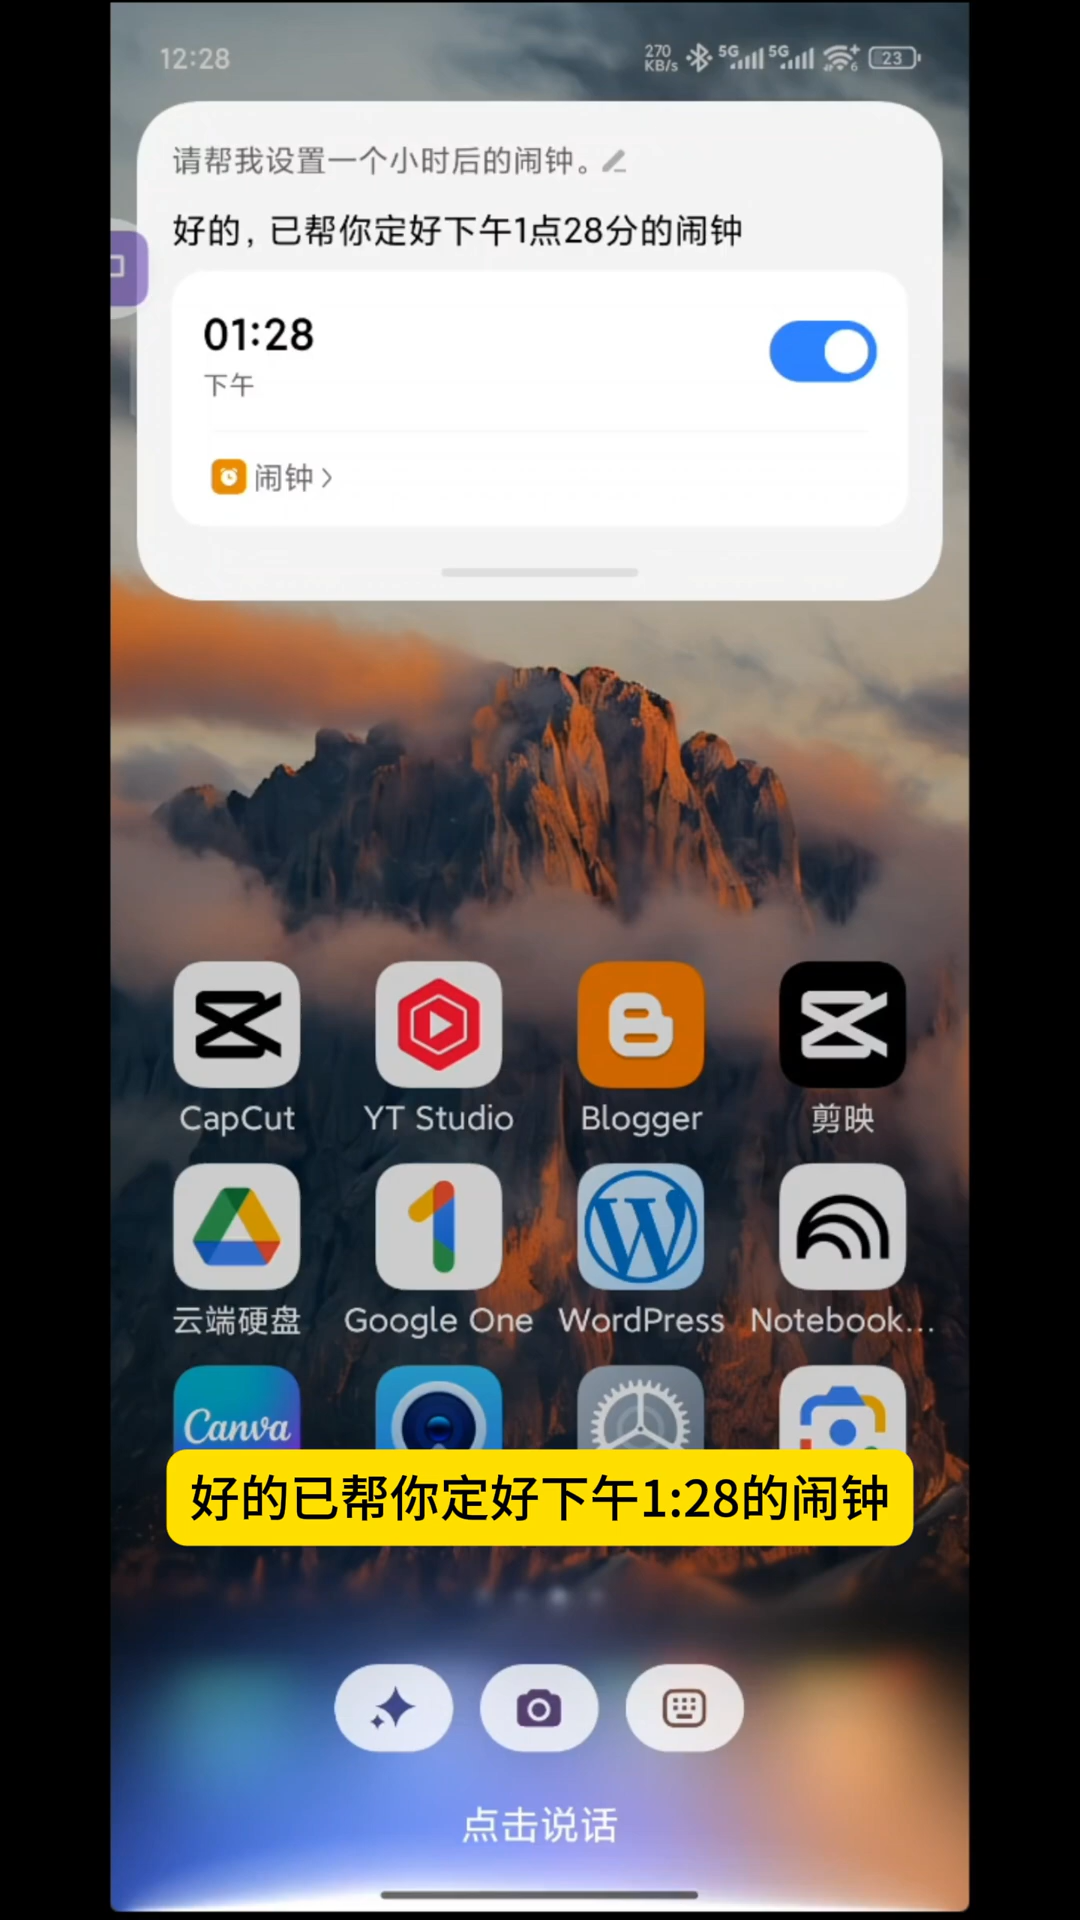 12:28
270 KB/s 5G 5G 6 23
请帮我设置一个小时后的闹钟。
好的，已帮你定好下午1点28分的闹钟
01:28
下午
闹钟
CapCut YT Studio Blogger 剪映
云端硬盘 Google One WordPress Notebook...
Canva
好的已帮你定好下午1:28的闹钟
点击说话